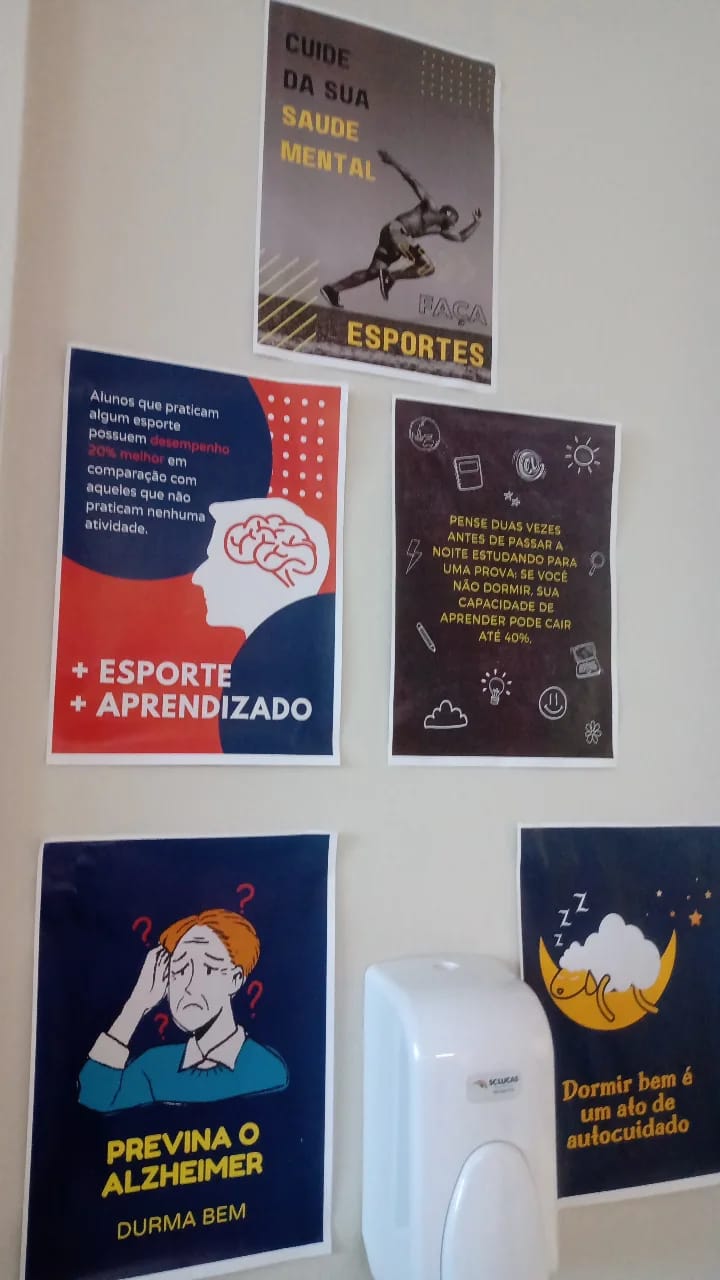 CUIDE
DA SUA
SAUDE
MENTAL
FAÇA
ESPORTES
Alunos que praticam
algum esporte
possuem desempenho
20% melhor em
comparação com
aqueles que não
praticam nenhuma
atividade.
+ ESPORTE
+ APRENDIZADO
PENSE DUAS VEZES
ANTES DE PASSAR A
NOITE ESTUDANDO PARA
UMA PROVA; SE VOCÊ
NÃO DORMIR, SUA
CAPACIDADE DE
APRENDER PODE CAIR
ATÉ 40%.
? ? ? ?
PREVINA O
ALZHEIMER
DURMA BEM
Z Z Z
Dormir bem é
um ato de
autocuidado
SCLUCAS